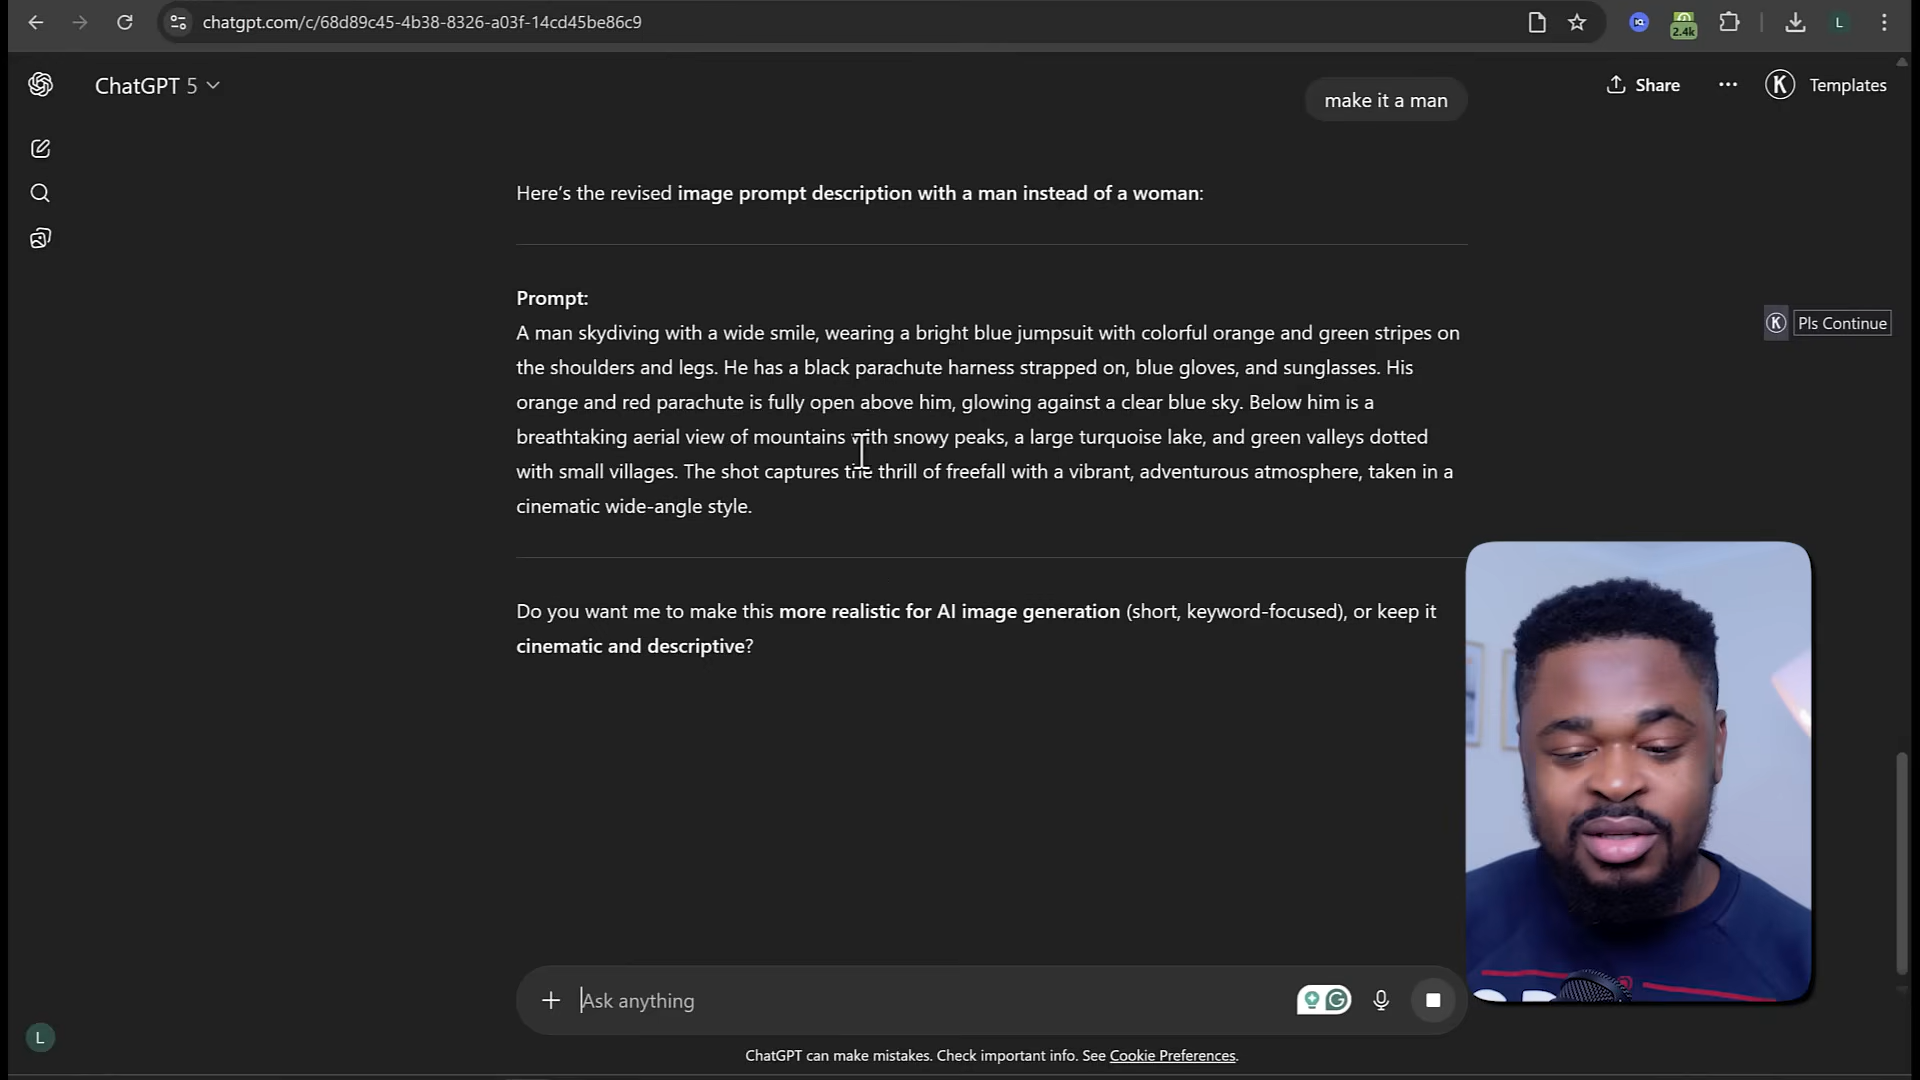 chatgpt.com/c/68d89c45-4b38-8326-a03f-14cd45be86c9
2.4k
L
ChatGPT 5
make it a man
Share
K
Templates
Here’s the revised image prompt description with a man instead of a woman:
Prompt:
A man skydiving with a wide smile, wearing a bright blue jumpsuit with colorful orange and green stripes on
the shoulders and legs. He has a black parachute harness strapped on, blue gloves, and sunglasses. His
orange and red parachute is fully open above him, glowing against a clear blue sky. Below him is a
breathtaking aerial view of mountains with snowy peaks, a large turquoise lake, and green valleys dotted
with small villages. The shot captures the thrill of freefall with a vibrant, adventurous atmosphere, taken in a
cinematic wide-angle style.
K Pls Continue
Do you want me to make this more realistic for AI image generation (short, keyword-focused), or keep it
cinematic and descriptive?
Ask anything
L
ChatGPT can make mistakes. Check important info. See Cookie Preferences.